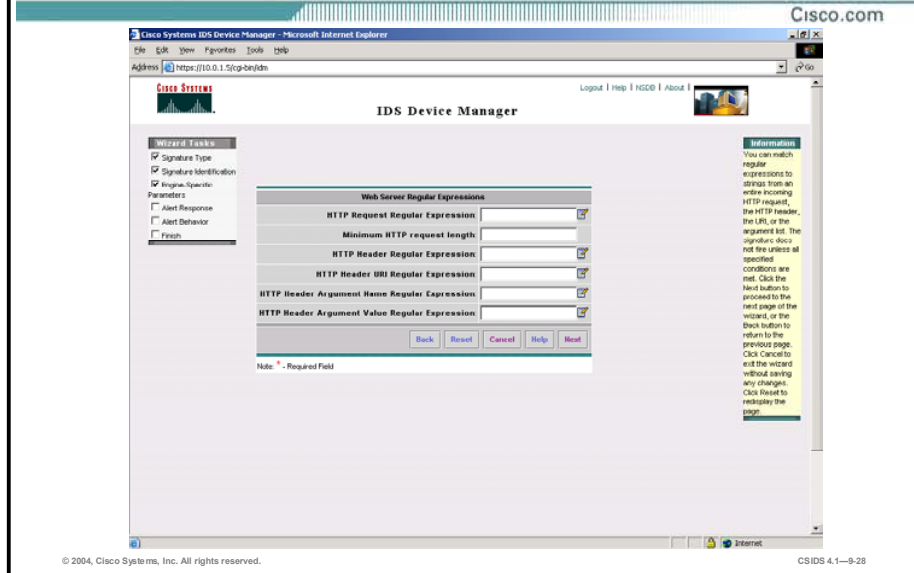 Cisco.com
Cisco Systems IDS Device Manager - Microsoft Internet Explorer
File Edit View Favorites Tools Help
Address https://10.0.1.5/cgi-bin/idm
Go
CISCO SYSTEMS
Logout | Help | NSDB | About |
IDS Device Manager
Wizard Tasks
Signature Type
Signature Identification
Engine-Specific
Parameters
Alert Response
Alert Behavior
Finish
Web Server Regular Expressions
HTTP Request Regular Expression:
Minimum HTTP request length:
HTTP Header Regular Expression:
HTTP Header URI Regular Expression:
HTTP Header Argument Name Regular Expression:
HTTP Header Argument Value Regular Expression:
Back Reset Cancel Help Next
Note: * - Required Field
Information
You can match
regular
expressions to
strings from an
entire incoming
HTTP request,
the HTTP header,
the URI, or the
argument list. The
signature does
not fire unless all
specified
conditions are
met. Click the
Next button to
proceed to the
next page of the
wizard, or the
Back button to
return to the
previous page.
Click Cancel to
exit the wizard
without saving
any changes.
Click Reset to
redisplay the
page.
Internet
© 2004, Cisco Systems, Inc. All rights reserved.
CSIDS 4.1—9-28